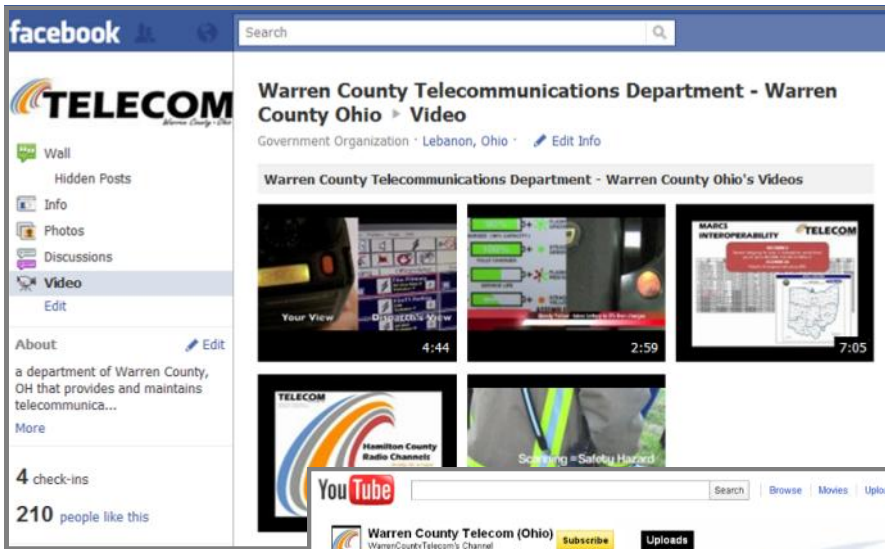 facebook
Search
TELECOM
Warren County - Ohio
Wall
Hidden Posts
Info
Photos
Discussions
Video
Edit
About
Edit
a department of Warren County,
OH that provides and maintains
telecommunica...
More
4 check-ins
210 people like this
Warren County Telecommunications Department - Warren
County Ohio ▸ Video
Government Organization · Lebanon, Ohio · Edit Info
Warren County Telecommunications Department - Warren County Ohio's Videos
Your View
Dispatch's View
4:44
2:59
MARCS
INTEROPERABILITY
TELECOM
7:05
TELECOM
Hamilton County
Radio Channels
Scanning = Safety Hazard
YouTube
Search
Browse
Movies
Uplo
Warren County Telecom (Ohio)
WarrenCountyTelecom's Channel
Subscribe
Uploads